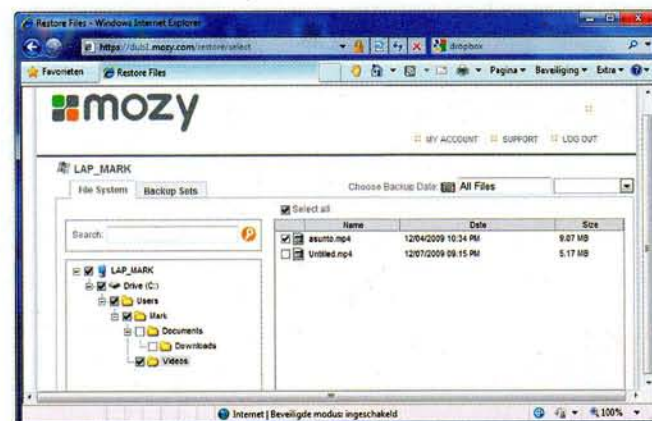 Restore Files - Windows Internet Explorer
https://dub1.mozy.com/restore/select
dropbox
Favorieten Restore Files Pagina Beveiliging Extra
mozy
MY ACCOUNT SUPPORT LOG OUT
LAP_MARK
File System Backup Sets Choose Backup Date: All Files
Select all
Search:
Name Date Size
asunto.mp4 12/04/2009 10:34 PM 9.07 MB
Untitled.mp4 12/07/2009 09:15 PM 5.17 MB
LAP_MARK
Drive (C:)
Users
Mark
Documents
Downloads
Videos
Internet | Beveiligde modus: ingeschakeld 100%